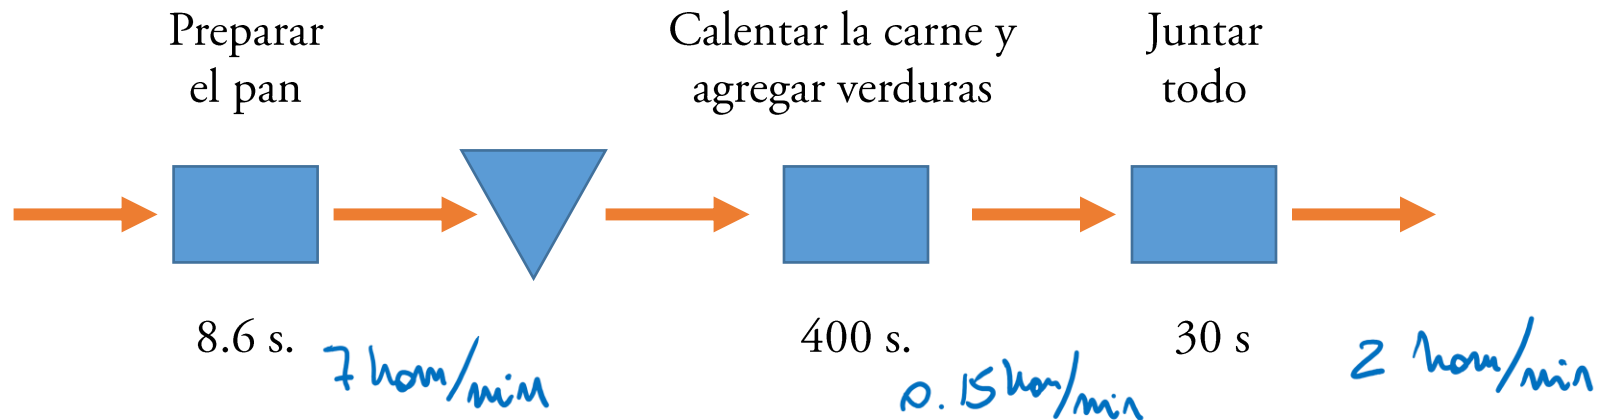 Preparar
el pan
Calentar la carne y
agregar verduras
Juntar
todo
8.6 s.
7 ham/min
400 s.
0.15 ham/min
30 s
2 ham/min